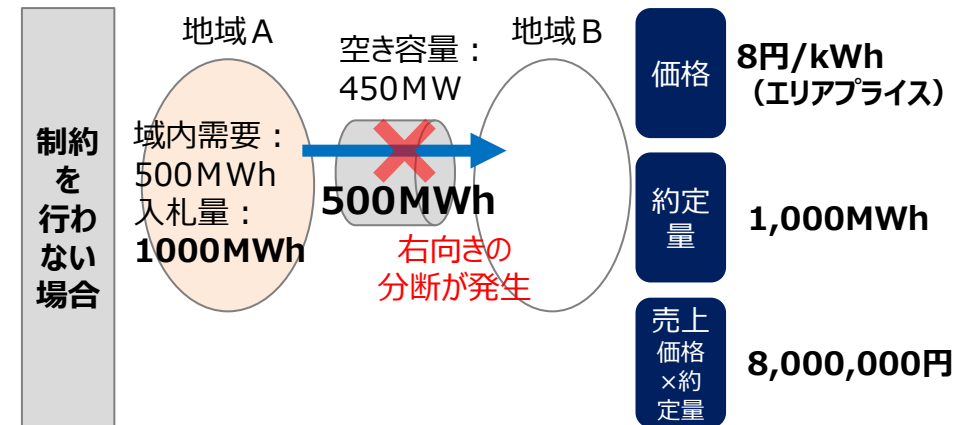 制約
を
行わ
ない
場合
地域A
域内需要：
500MWh
入札量：
1000MWh
空き容量：
450MW
500MWh
右向きの
分断が発生
地域B
価格
8円/kWh
（エリアプライス）
約定
量
1,000MWh
売上
価格
×約
定量
8,000,000円